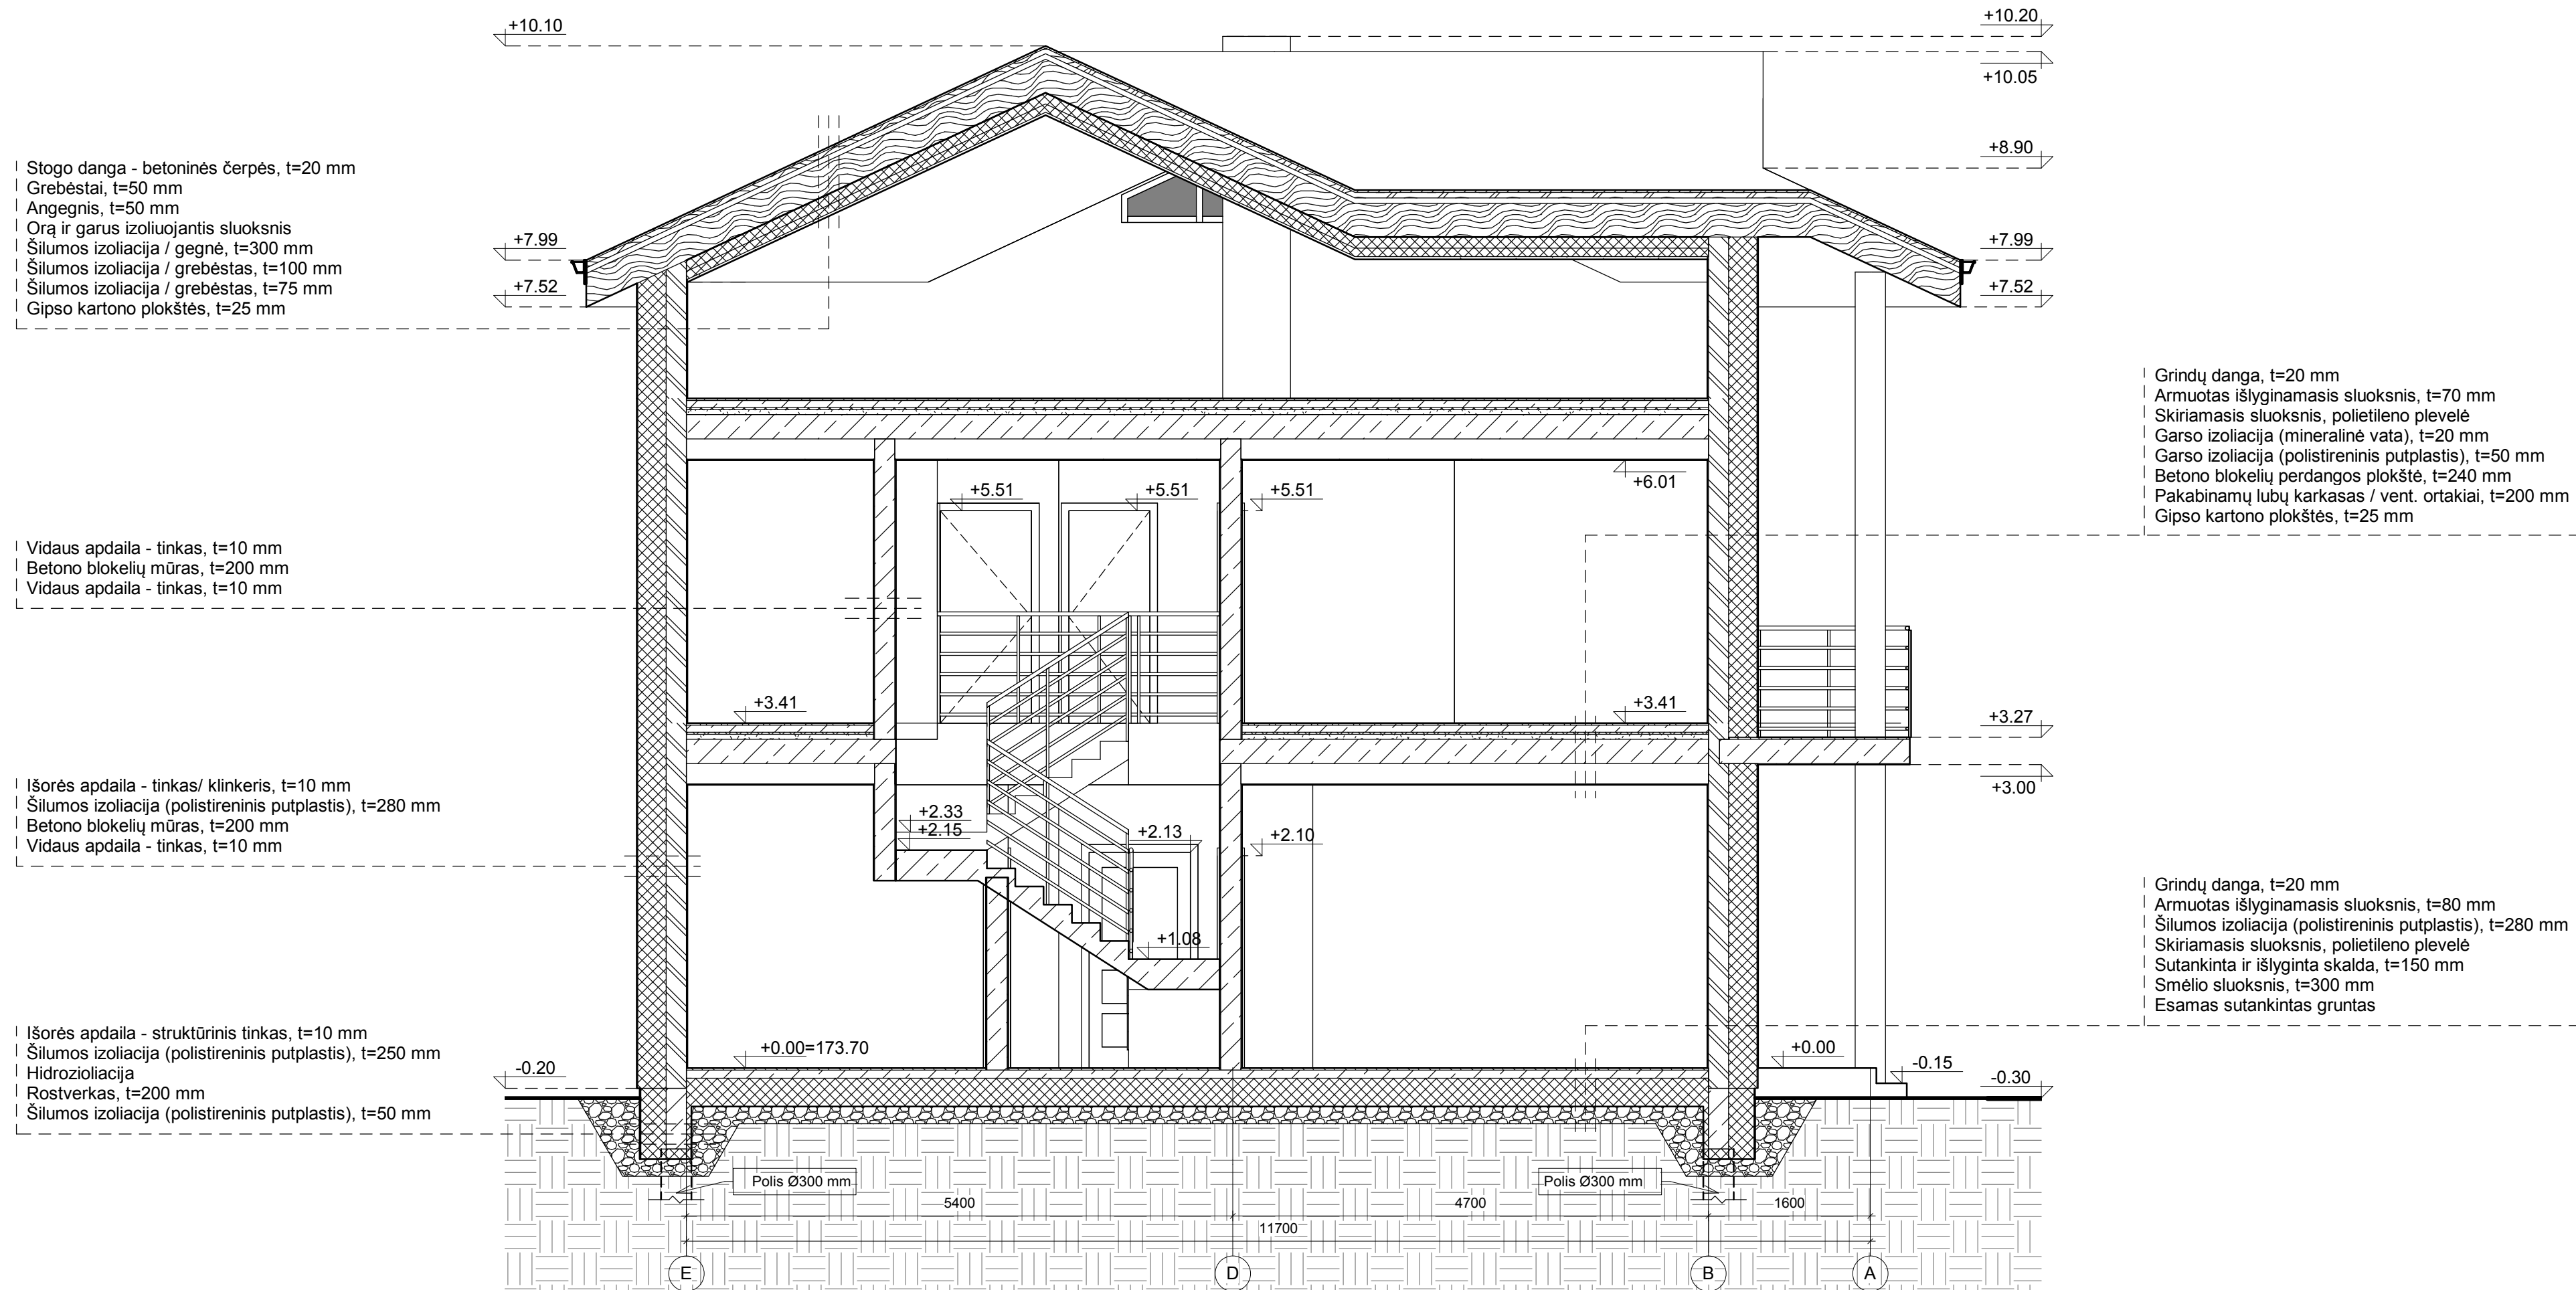 +10.10
+10.20
+10.05
+8.90
Stogo danga - betoninės čerpės, t=20 mm
Grebėstai, t=50 mm
Angegnis, t=50 mm
Orą ir garus izoliuojantis sluoksnis
Šilumos izoliacija / gegnė, t=300 mm
Šilumos izoliacija / grebėstas, t=100 mm
Šilumos izoliacija / grebėstas, t=75 mm
Gipso kartono plokštės, t=25 mm
+7.99
+7.99
+7.52
+7.52
Grindų danga, t=20 mm
Armuotas išlyginamasis sluoksnis, t=70 mm
Skiriamasis sluoksnis, polietileno plevelė
Garso izoliacija (mineralinė vata), t=20 mm
Garso izoliacija (polistireninis putplastis), t=50 mm
Betono blokelių perdangos plokštė, t=240 mm
Pakabinamų lubų karkasas / vent. ortakiai, t=200 mm
Gipso kartono plokštės, t=25 mm
+5.51
+5.51
+5.51
+6.01
Vidaus apdaila - tinkas, t=10 mm
Betono blokelių mūras, t=200 mm
Vidaus apdaila - tinkas, t=10 mm
+3.41
+3.41
+3.27
+3.00
Išorės apdaila - tinkas/ klinkeris, t=10 mm
Šilumos izoliacija (polistireninis putplastis), t=280 mm
Betono blokelių mūras, t=200 mm
Vidaus apdaila - tinkas, t=10 mm
+2.33
+2.15
+2.13
+2.10
+1.08
Grindų danga, t=20 mm
Armuotas išlyginamasis sluoksnis, t=80 mm
Šilumos izoliacija (polistireninis putplastis), t=280 mm
Skiriamasis sluoksnis, polietileno plevelė
Sutankinta ir išlyginta skalda, t=150 mm
Smėlio sluoksnis, t=300 mm
Esamas sutankintas gruntas
Išorės apdaila - struktūrinis tinkas, t=10 mm
Šilumos izoliacija (polistireninis putplastis), t=250 mm
Hidrozioliacija
Rostverkas, t=200 mm
Šilumos izoliacija (polistireninis putplastis), t=50 mm
-0.20
+0.00=173.70
+0.00
-0.15
-0.30
Polis Ø300 mm
Polis Ø300 mm
5400
4700
1600
11700
E
D
B
A